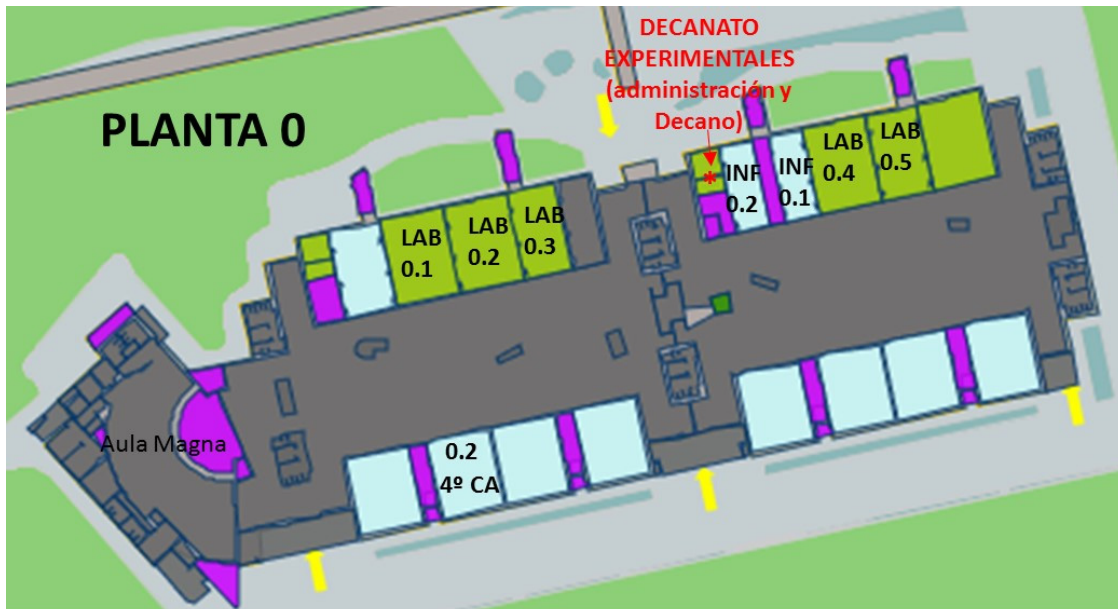 PLANTA 0
DECANATO
EXPERIMENTALES
(administración y
Decano)
*
INF
0.2
INF
0.1
LAB
0.4
LAB
0.5
LAB
0.1
LAB
0.2
LAB
0.3
Aula Magna
0.2
4º CA